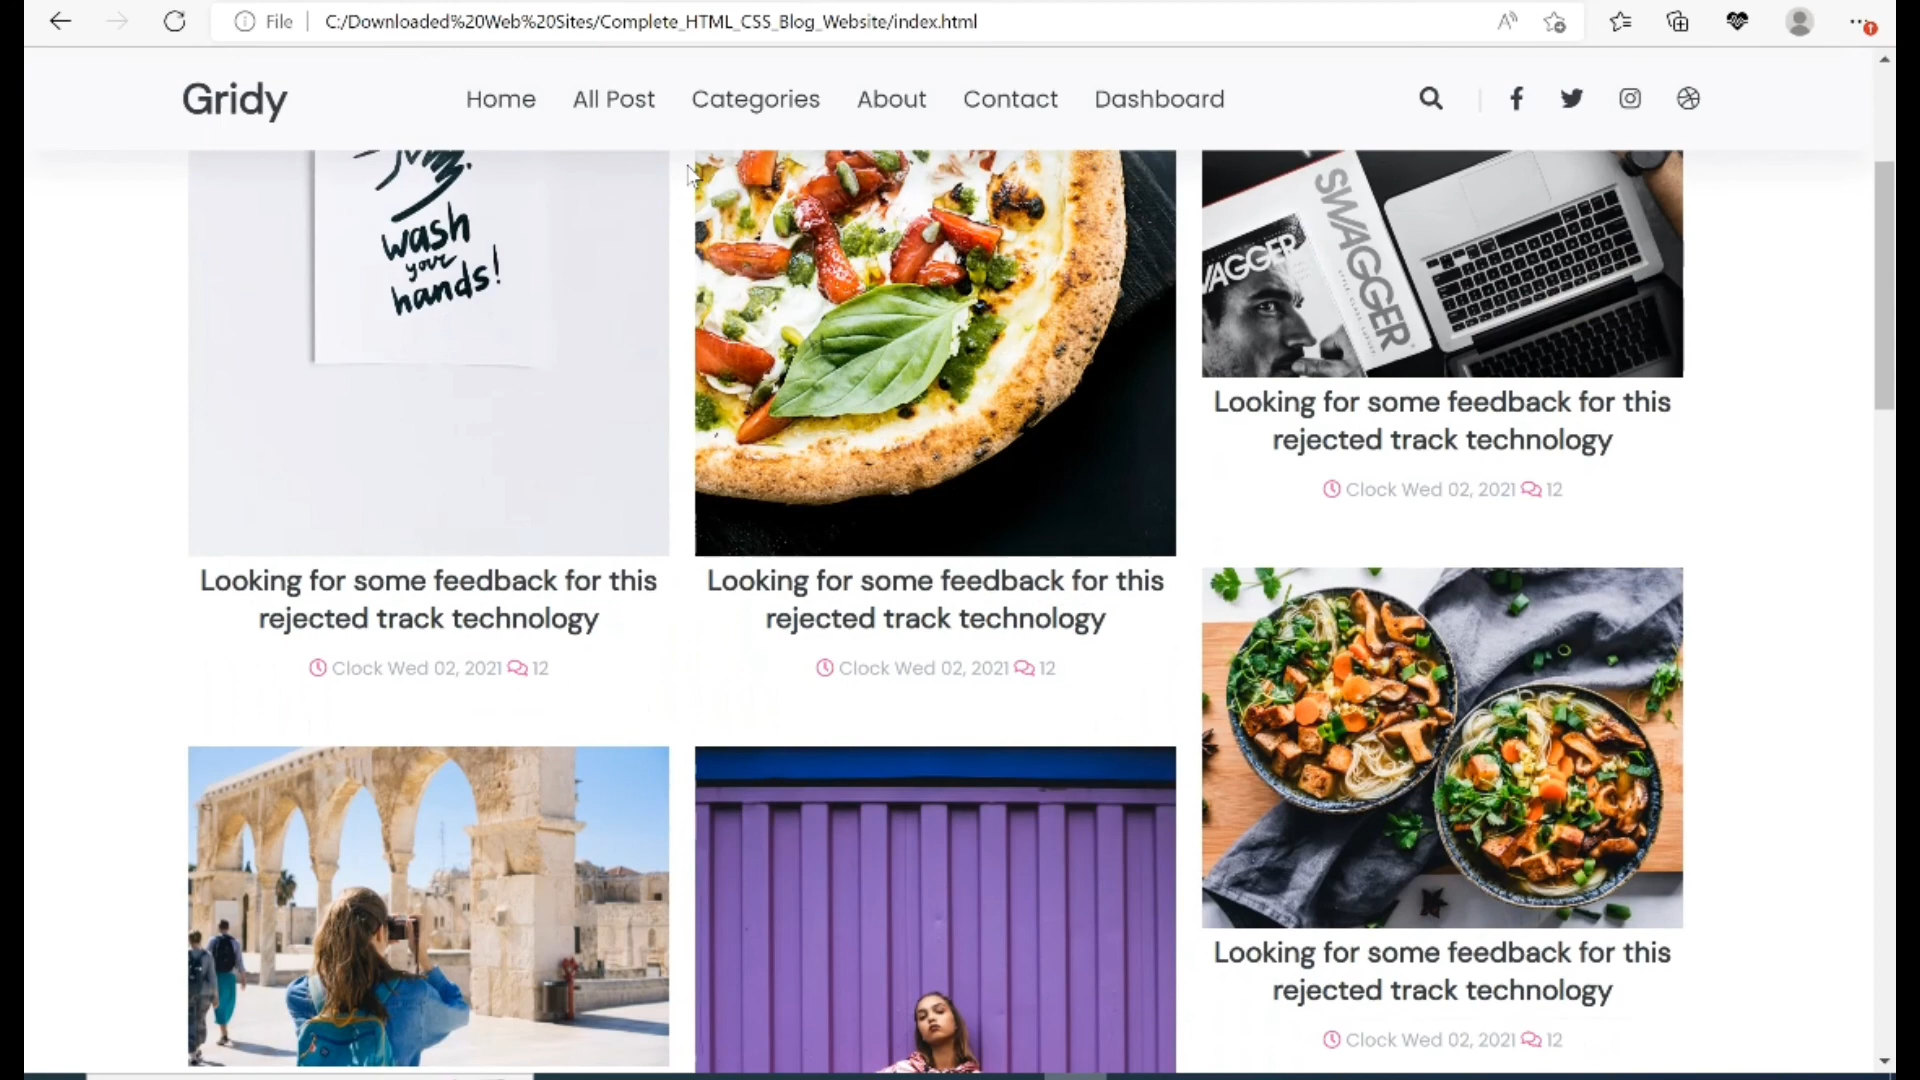 File
C:/Downloaded%20Web%20Sites/Complete_HTML_CSS_Blog_Website/index.html
Gridy
Home
All Post
Categories
About
Contact
Dashboard
wash
your
hands!
SWAGGER
WAGGER
Looking for some feedback for this
rejected track technology
Clock Wed 02, 2021 12
Looking for some feedback for this
rejected track technology
Clock Wed 02, 2021 12
Looking for some feedback for this
rejected track technology
Clock Wed 02, 2021 12
Looking for some feedback for this
rejected track technology
Clock Wed 02, 2021 12